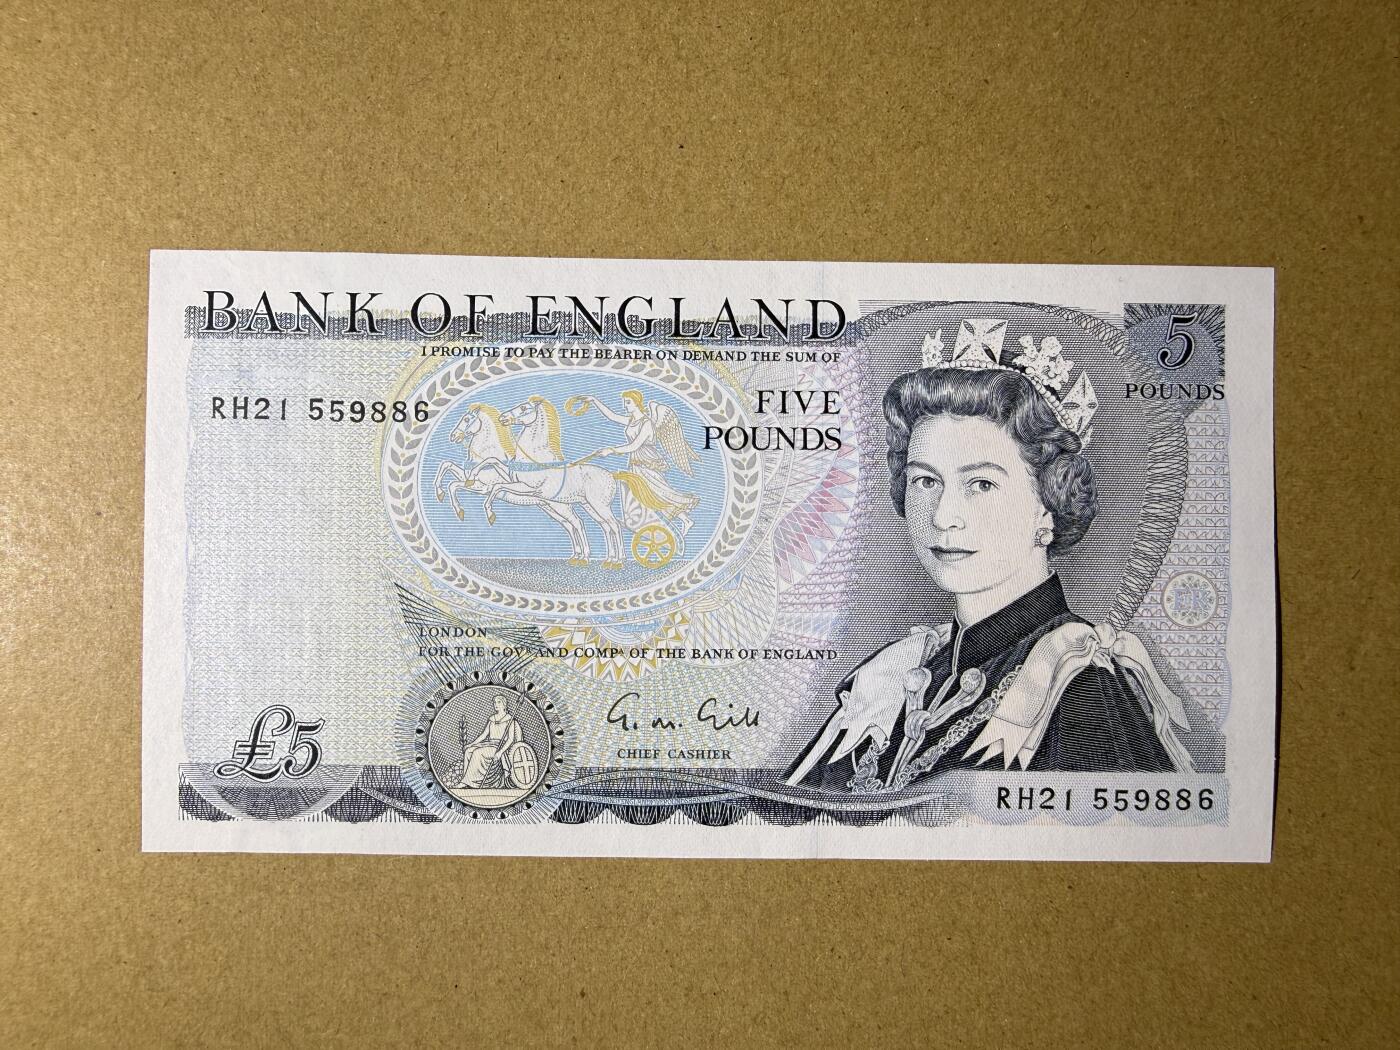 BANK OF ENGLAND
I PROMISE TO PAY THE BEARER ON DEMAND THE SUM OF
5
POUNDS
RH21 559886
FIVE
POUNDS
LONDON
FOR THE GOVR AND COMPA OF THE BANK OF ENGLAND
G. M. Gill
CHIEF CASHIER
£5
RH21 559886